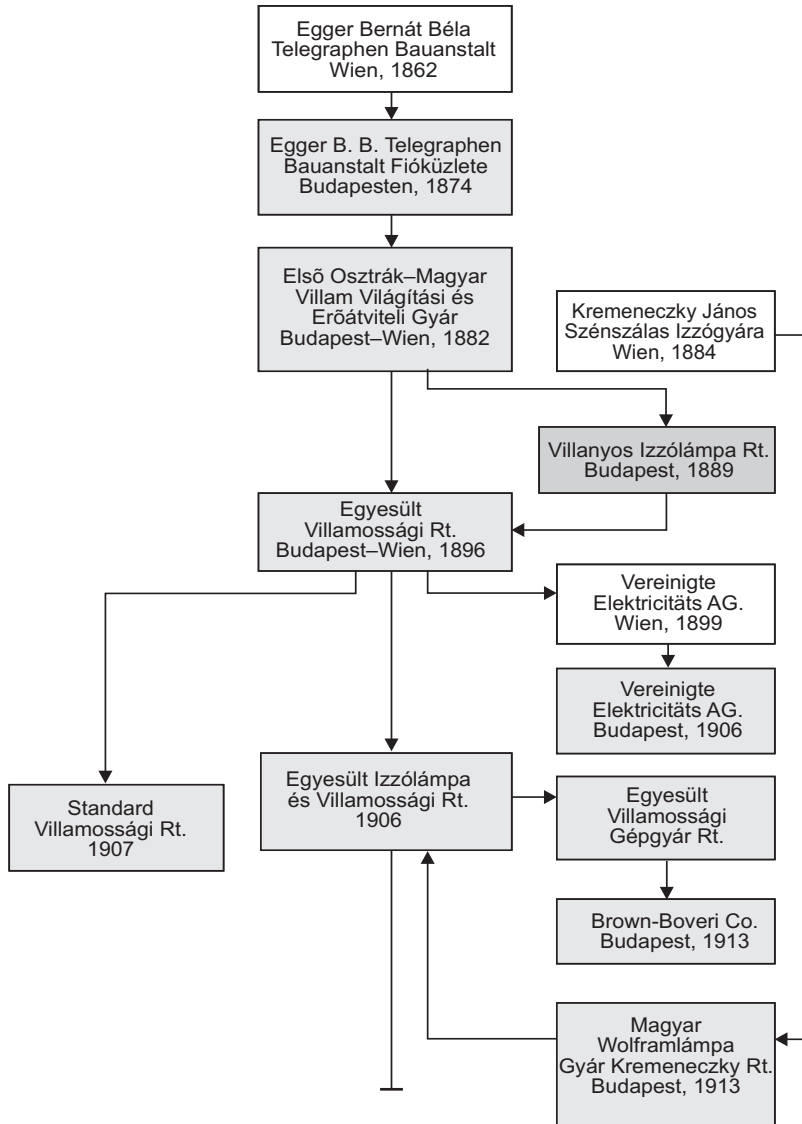 Egger Bernát Béla
Telegraphen Bauanstalt
Wien, 1862
Egger B. B. Telegraphen
Bauanstalt Fióküzlete
Budapesten, 1874
Elsõ Osztrák–Magyar
Villam Világítási és
Erõátviteli Gyár
Budapest–Wien, 1882
Kremeneczky János
Szénszálas Izzógyára
Wien, 1884
Villanyos Izzólámpa Rt.
Budapest, 1889
Egyesült
Villamossági Rt.
Budapest–Wien, 1896
Vereinigte
Elektricitäts AG.
Wien, 1899
Vereinigte
Elektricitäts AG.
Budapest, 1906
Standard
Villamossági Rt.
1907
Egyesült Izzólámpa
és Villamossági Rt.
1906
Egyesült
Villamossági
Gépgyár Rt.
Brown-Boveri Co.
Budapest, 1913
Magyar
Wolframlámpa
Gyár Kremeneczky Rt.
Budapest, 1913